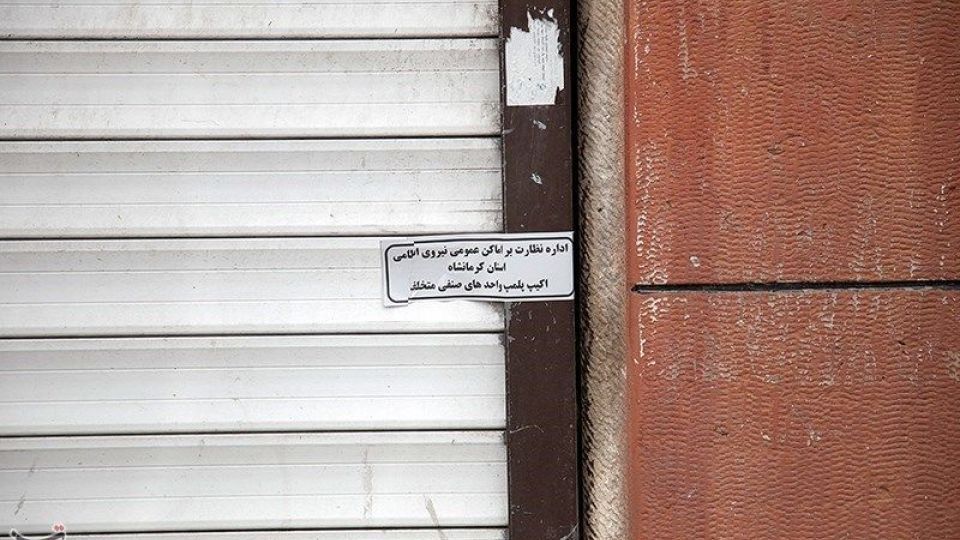 اداره نظارت بر اماکن عمومی نیروی انتظامی
استان کرمانشاه
اکیپ پلمپ واحد های صنفی متخلف